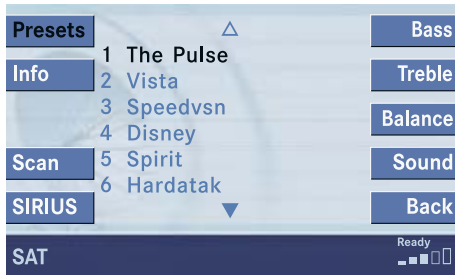 Presets
Info
Scan
SIRIUS
1 The Pulse
2 Vista
3 Speedvsn
4 Disney
5 Spirit
6 Hardatak
Bass
Treble
Balance
Sound
Back
SAT
Ready